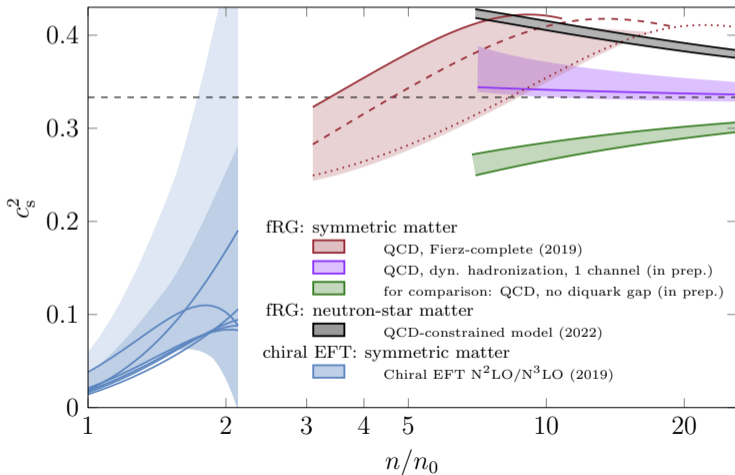 0.4
0.3
0.2
0.1
0
c_s^2
fRG: symmetric matter
QCD, Fierz-complete (2019)
QCD, dyn. hadronization, 1 channel (in prep.)
for comparison: QCD, no diquark gap (in prep.)
fRG: neutron-star matter
QCD-constrained model (2022)
chiral EFT: symmetric matter
Chiral EFT N²LO/N³LO (2019)
1 2 3 4 5 10 20
n/n₀